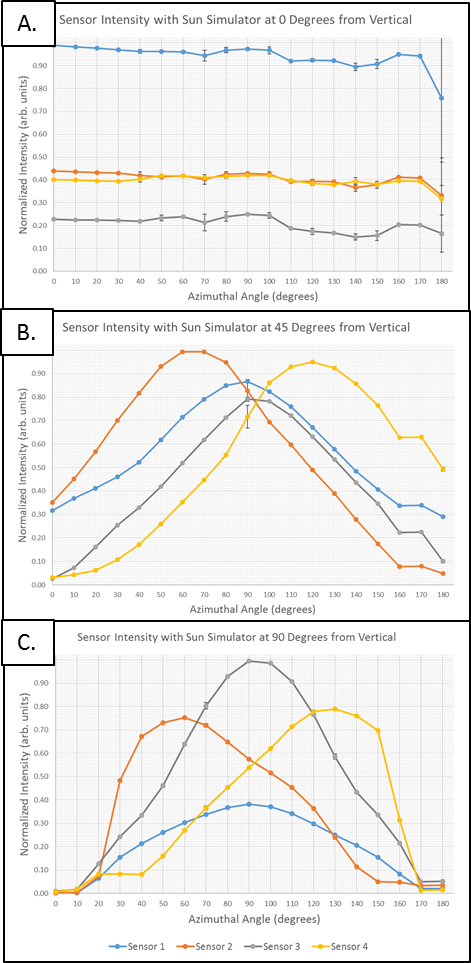 A.
Sensor Intensity with Sun Simulator at 0 Degrees from Vertical
Normalized Intensity (arb. units)
0.90
0.80
0.70
0.60
0.50
0.40
0.30
0.20
0.10
0.00
0 10 20 30 40 50 60 70 80 90 100 110 120 130 140 150 160 170 180
Azimuthal Angle (degrees)
B.
Sensor Intensity with Sun Simulator at 45 Degrees from Vertical
Normalized Intensity (arb. units)
0.90
0.80
0.70
0.60
0.50
0.40
0.30
0.20
0.10
0.00
0 10 20 30 40 50 60 70 80 90 100 110 120 130 140 150 160 170 180
Azimuthal Angle (degrees)
C.
Sensor Intensity with Sun Simulator at 90 Degrees from Vertical
Normalized Intensity (arb. units)
0.90
0.80
0.70
0.60
0.50
0.40
0.30
0.20
0.10
0.00
0 10 20 30 40 50 60 70 80 90 100 110 120 130 140 150 160 170 180
Azimuthal Angle (degrees)
Sensor 1 Sensor 2 Sensor 3 Sensor 4